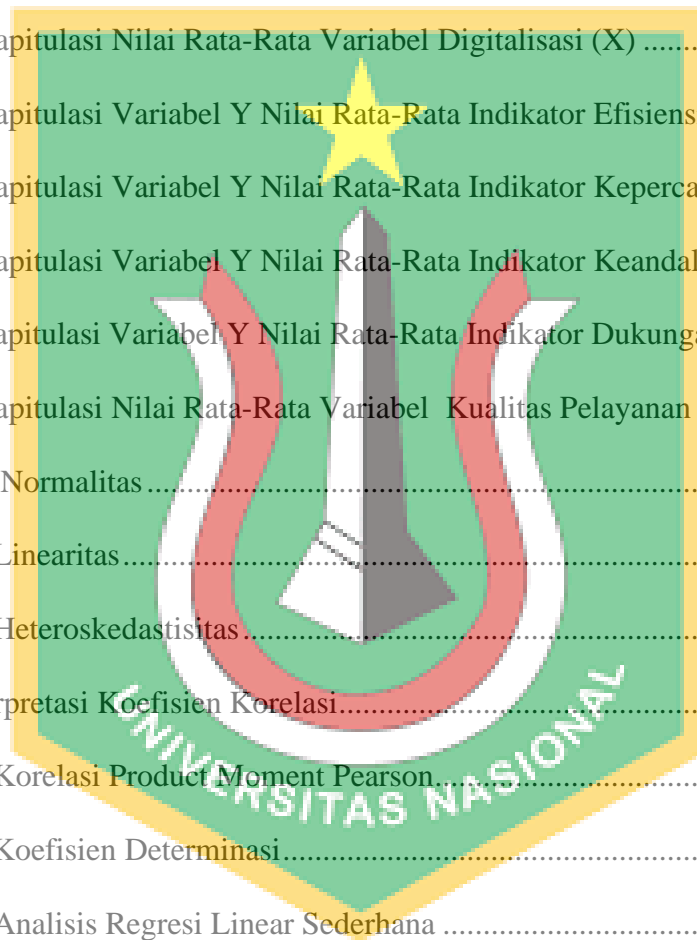 apitulasi Nilai Rata-Rata Variabel Digitalisasi (X) .......
apitulasi Variabel Y Nilai Rata-Rata Indikator Efisiens
apitulasi Variabel Y Nilai Rata-Rata Indikator Keperca
apitulasi Variabel Y Nilai Rata-Rata Indikator Keandal
apitulasi Variabel Y Nilai Rata-Rata Indikator Dukunga
apitulasi Nilai Rata-Rata Variabel Kualitas Pelayanan
Normalitas ..........................................................................
Linearitas ..............................................................................
Heteroskedastisitas ..........................................................
rpretasi Koefisien Korelasi ...............................................
Korelasi Product Moment Pearson ................................
Koefisien Determinasi ......................................................
Analisis Regresi Linear Sederhana ...............................
UNIVERSITAS NASIONAL